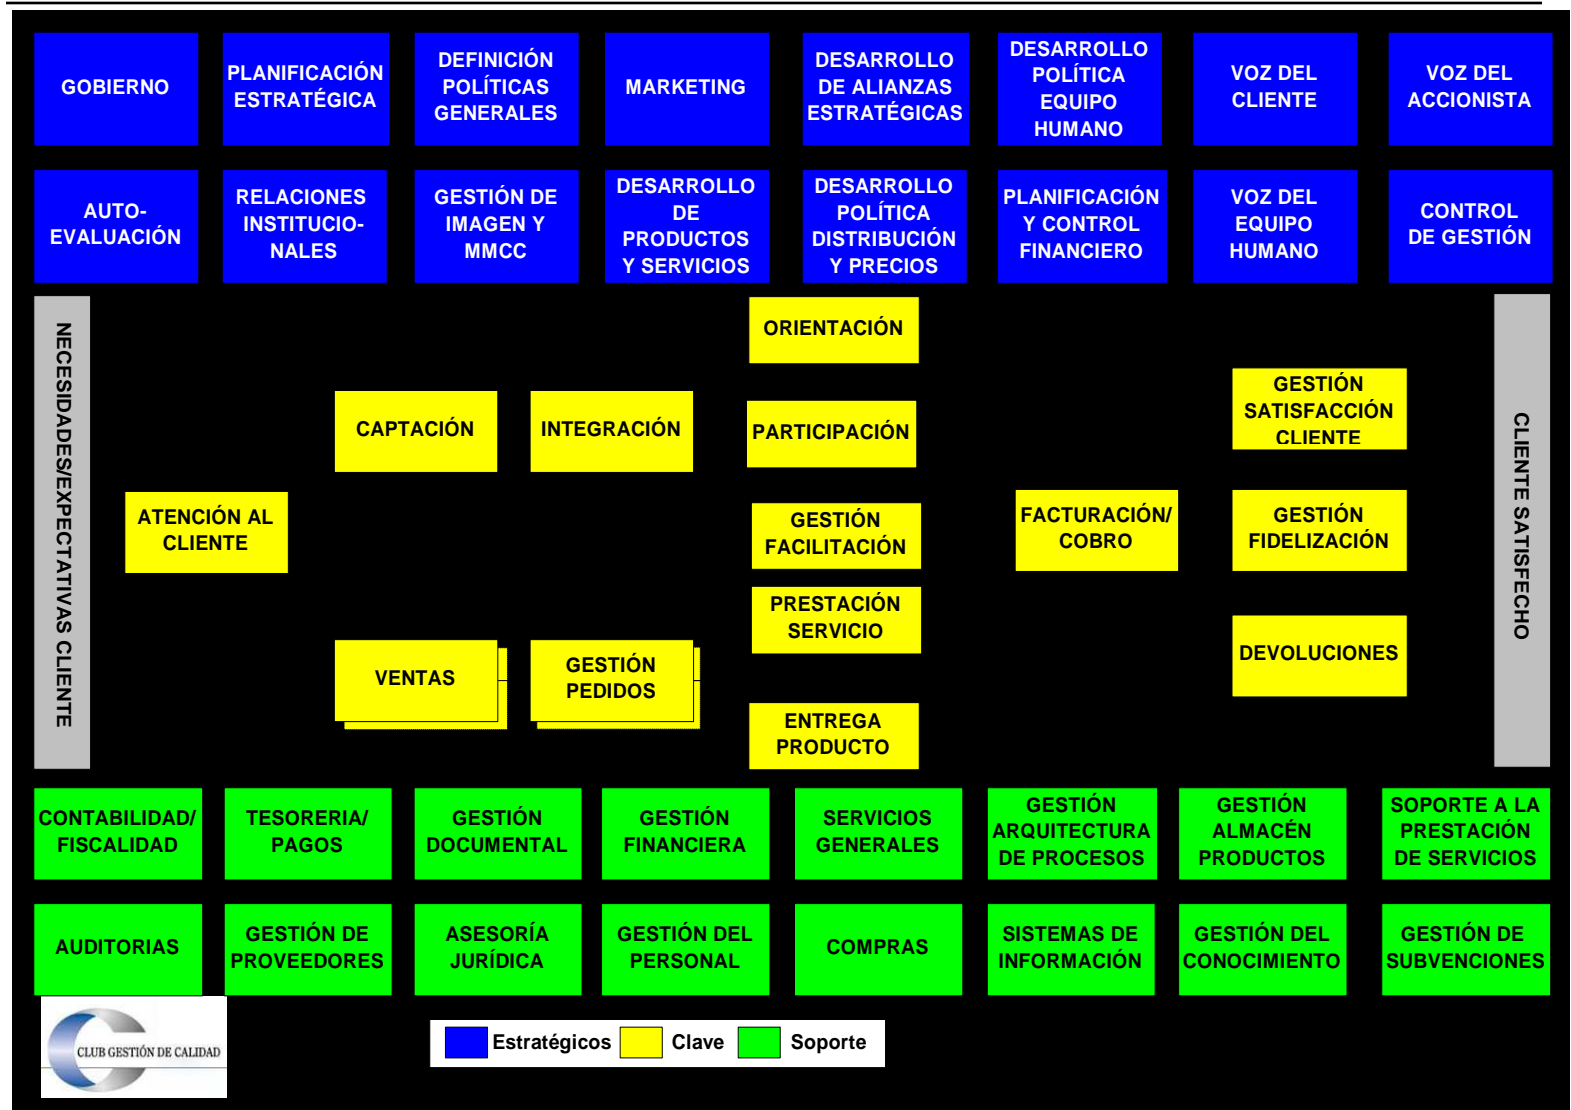 GOBIERNO
PLANIFICACIÓN
ESTRATÉGICA
DEFINICIÓN
POLÍTICAS
GENERALES
MARKETING
DESARROLLO
DE ALIANZAS
ESTRATÉGICAS
DESARROLLO
POLÍTICA
EQUIPO
HUMANO
VOZ DEL
CLIENTE
VOZ DEL
ACCIONISTA
AUTO-
EVALUACIÓN
RELACIONES
INSTITUCIO-
NALES
GESTIÓN DE
IMAGEN Y
MMCC
DESARROLLO
DE
PRODUCTOS
Y SERVICIOS
DESARROLLO
POLÍTICA
DISTRIBUCIÓN
Y PRECIOS
PLANIFICACIÓN
Y CONTROL
FINANCIERO
VOZ DEL
EQUIPO
HUMANO
CONTROL
DE GESTIÓN
NECESIDADES/EXPECTATIVAS CLIENTE
ATENCIÓN AL
CLIENTE
CAPTACIÓN
INTEGRACIÓN
VENTAS
GESTIÓN
PEDIDOS
ORIENTACIÓN
PARTICIPACIÓN
GESTIÓN
FACILITACIÓN
PRESTACIÓN
SERVICIO
ENTREGA
PRODUCTO
FACTURACIÓN/
COBRO
GESTIÓN
SATISFACCIÓN
CLIENTE
GESTIÓN
FIDELIZACIÓN
DEVOLUCIONES
CLIENTE SATISFECHO
CONTABILIDAD/
FISCALIDAD
TESORERIA/
PAGOS
GESTIÓN
DOCUMENTAL
GESTIÓN
FINANCIERA
SERVICIOS
GENERALES
GESTIÓN
ARQUITECTURA
DE PROCESOS
GESTIÓN
ALMACÉN
PRODUCTOS
SOPORTE A LA
PRESTACIÓN
DE SERVICIOS
AUDITORIAS
GESTIÓN DE
PROVEEDORES
ASESORÍA
JURÍDICA
GESTIÓN DEL
PERSONAL
COMPRAS
SISTEMAS DE
INFORMACIÓN
GESTIÓN DEL
CONOCIMIENTO
GESTIÓN DE
SUBVENCIONES
CLUB GESTIÓN DE CALIDAD
Estratégicos
Clave
Soporte